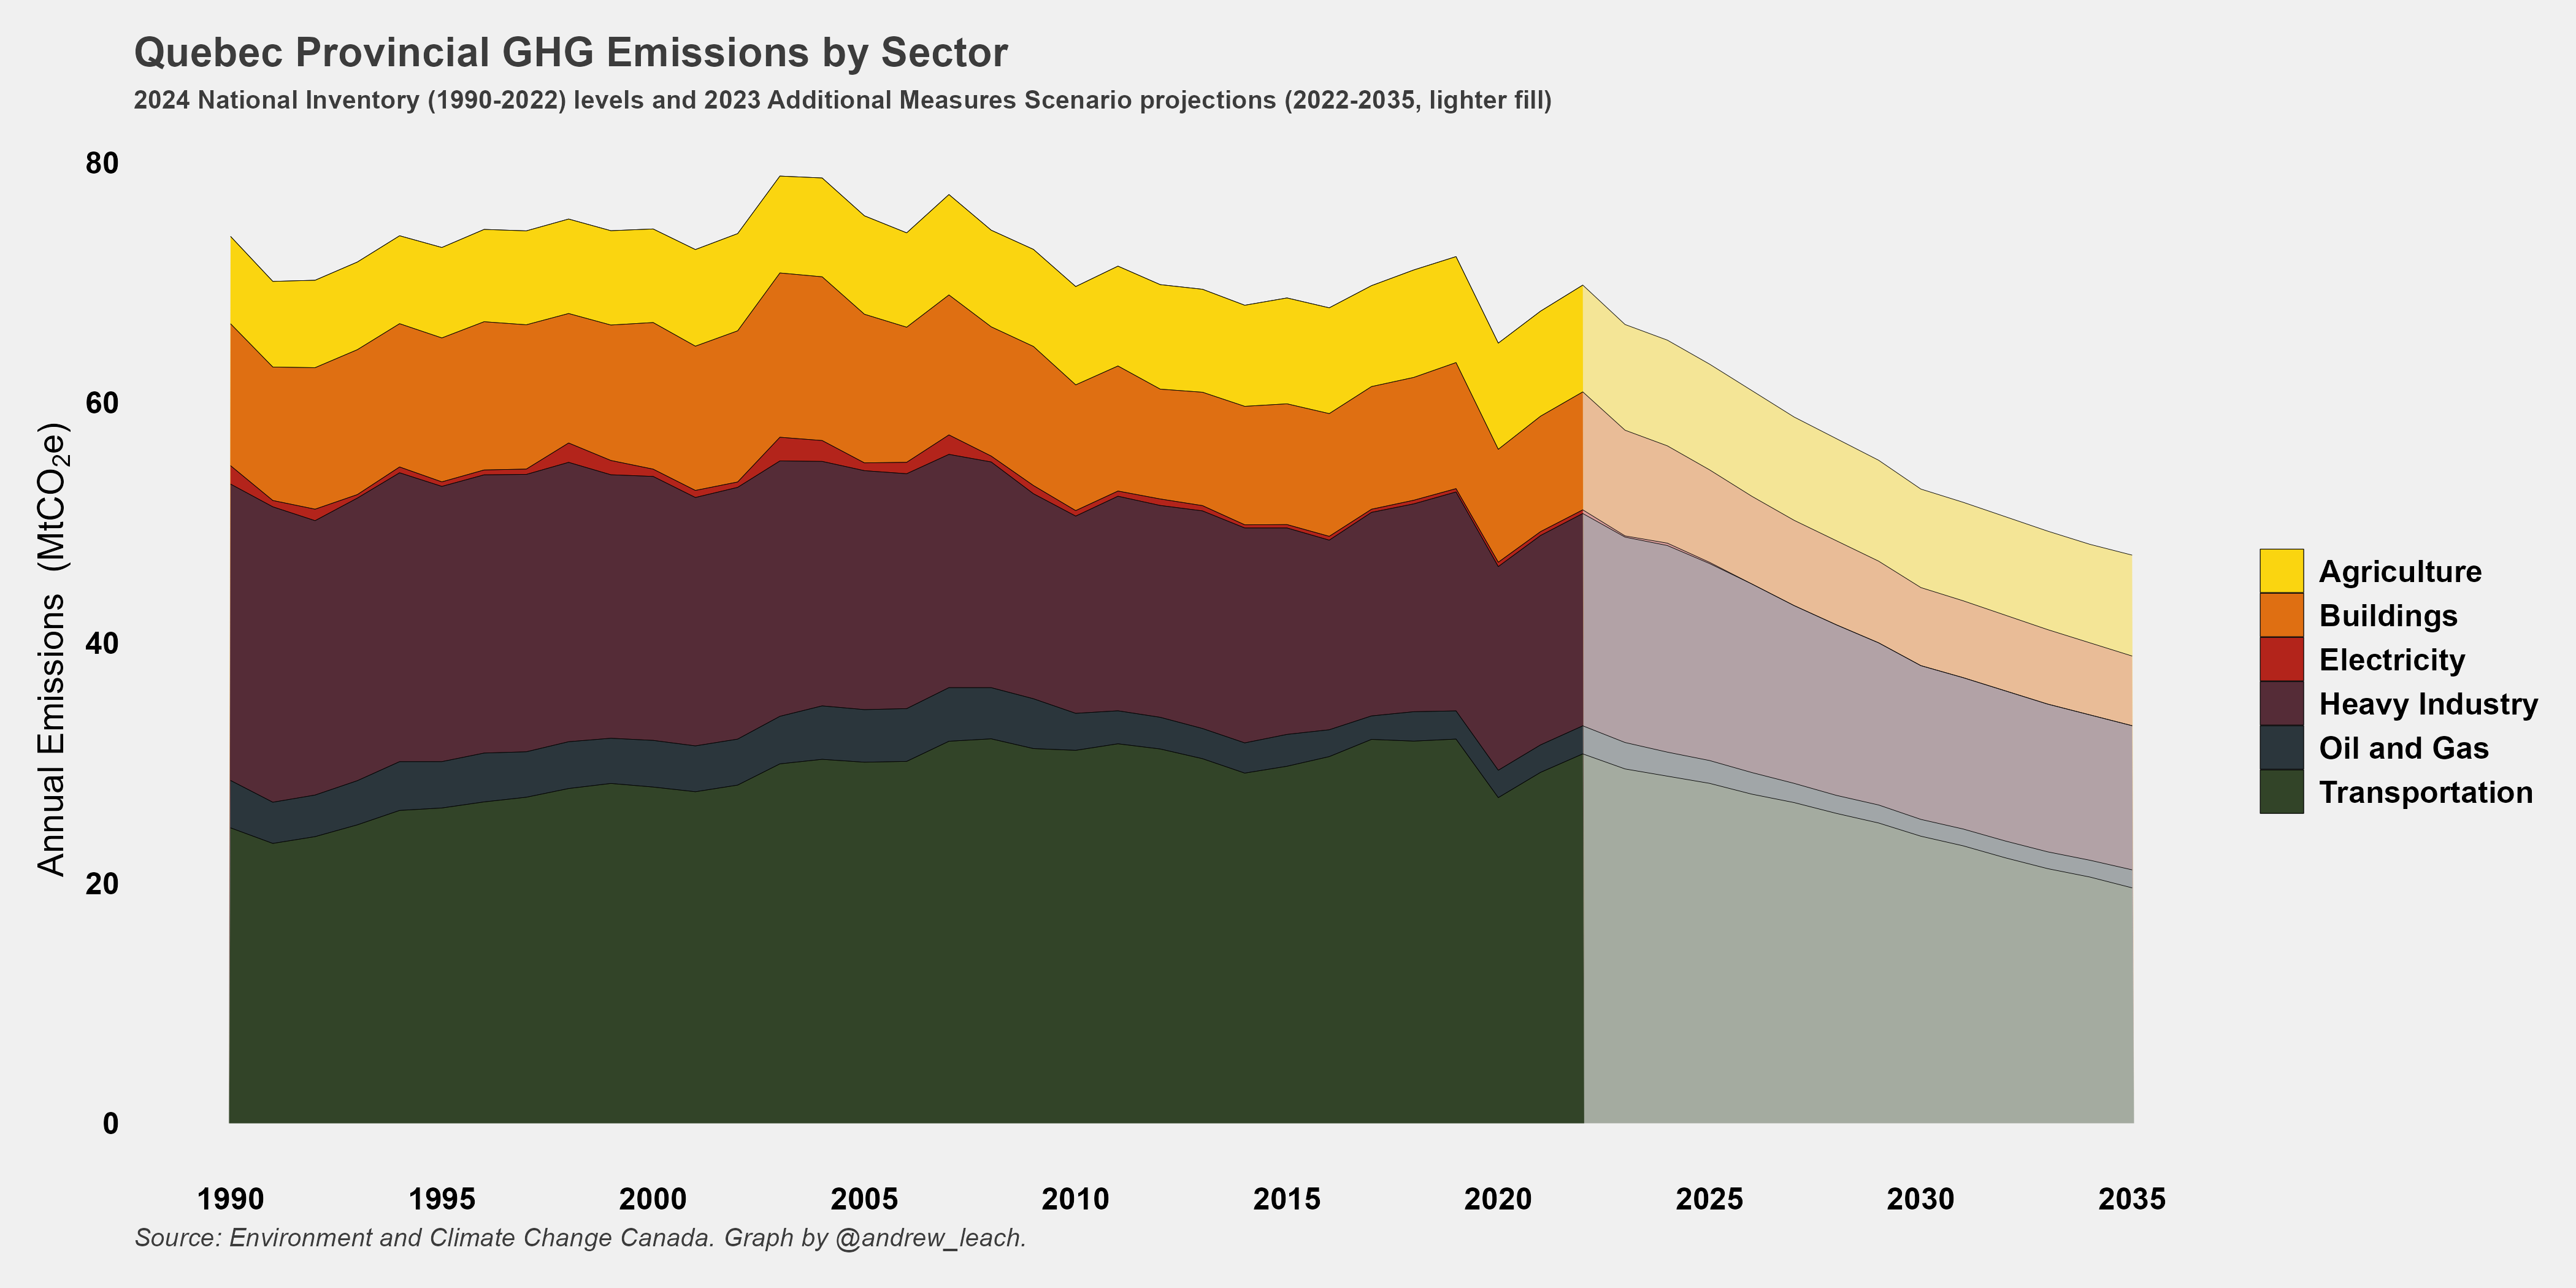 Quebec Provincial GHG Emissions by Sector
2024 National Inventory (1990-2022) levels and 2023 Additional Measures Scenario projections (2022-2035, lighter fill)
80
60
40
20
0
Annual Emissions (MtCO₂e)
Agriculture
Buildings
Electricity
Heavy Industry
Oil and Gas
Transportation
1990 1995 2000 2005 2010 2015 2020 2025 2030 2035
Source: Environment and Climate Change Canada. Graph by @andrew_leach.